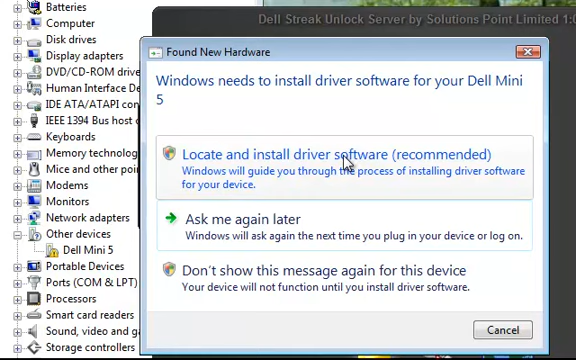 Batteries
Computer
Disk drives
Display adapters
DVD/CD-ROM drive
Human Interface De
IDE ATA/ATAPI
IEEE 1394 Bus host
Keyboards
Memory technolog
Mice and other poin
Modems
Monitors
Network adapters
Other devices
Dell Mini 5
Portable Devices
Ports (COM & LPT)
Processors
Smart card readers
Sound, video and ga
Storage controllers
Dell Streak Unlock Server by Solutions Point Limited
Found New Hardware
Windows needs to install driver software for your Dell Mini
5
Locate and install driver software (recommended)
Windows will guide you through the process of installing driver software
for your device.
Ask me again later
Windows will ask again the next time you plug in your device or log on.
Don't show this message again for this device
Your device will not function until you install driver software.
Cancel